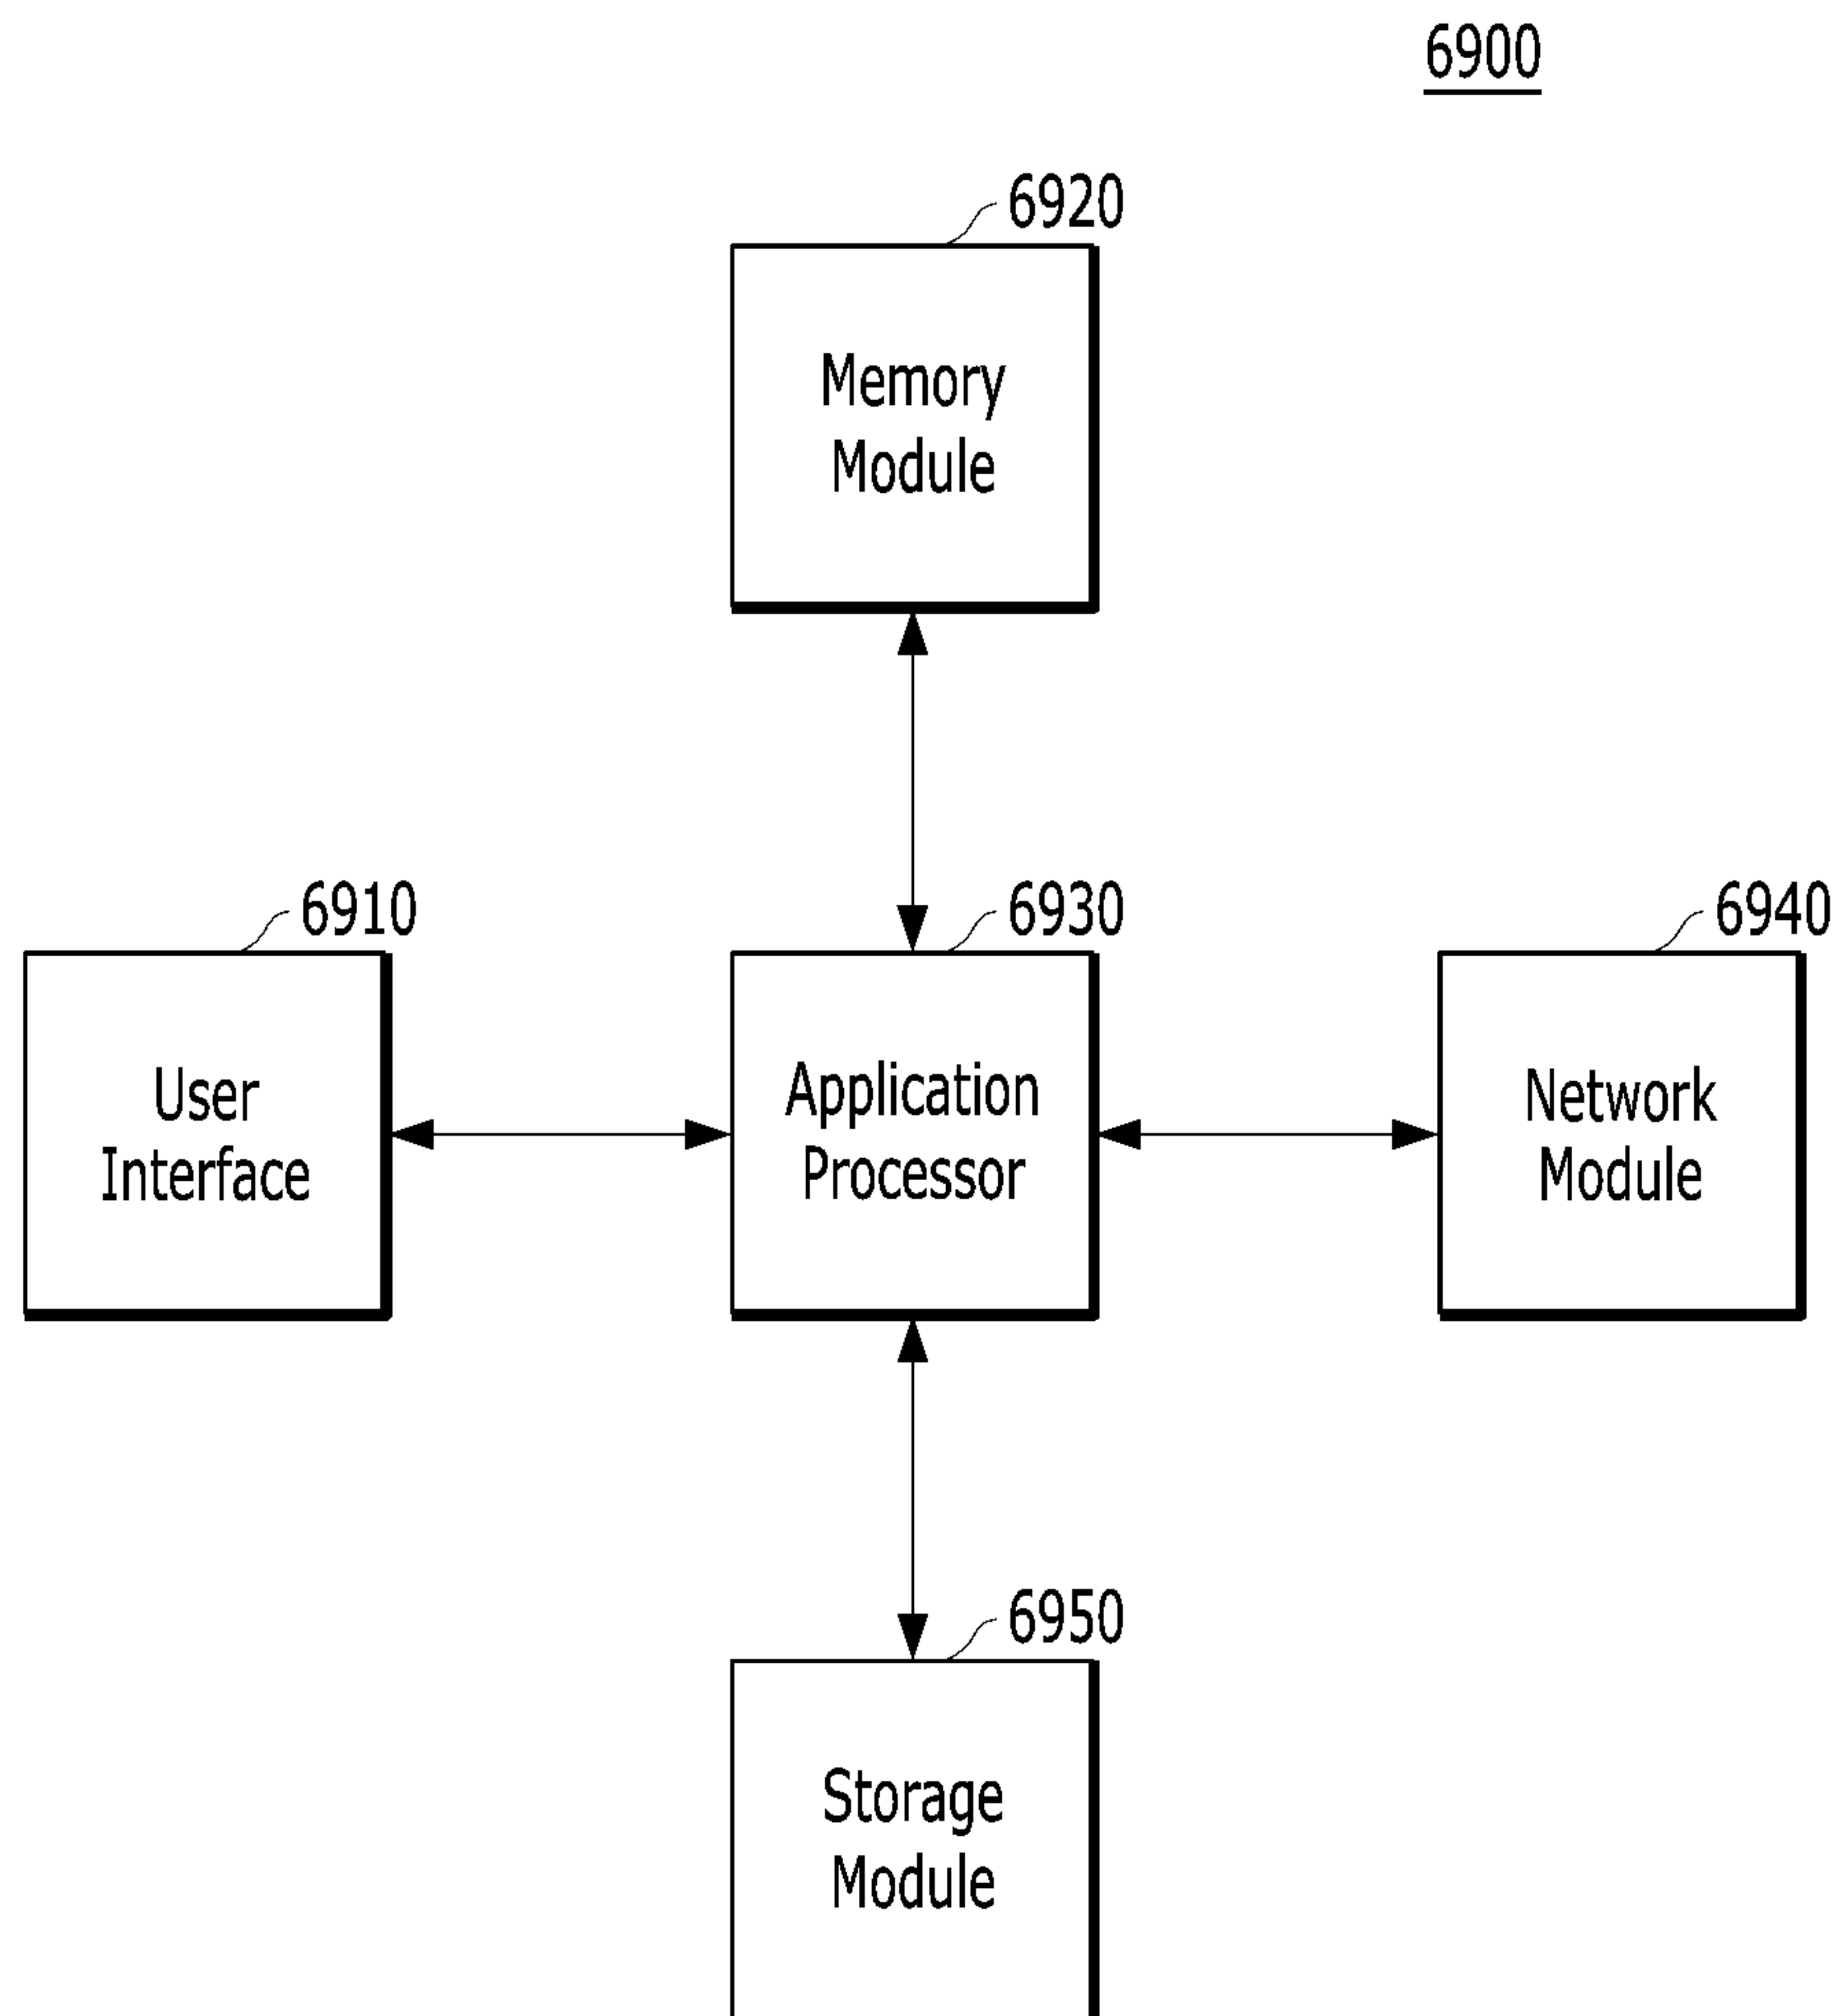 6900
6920
Memory
Module
6910
6930
6940
User
Interface
Application
Processor
Network
Module
6950
Storage
Module